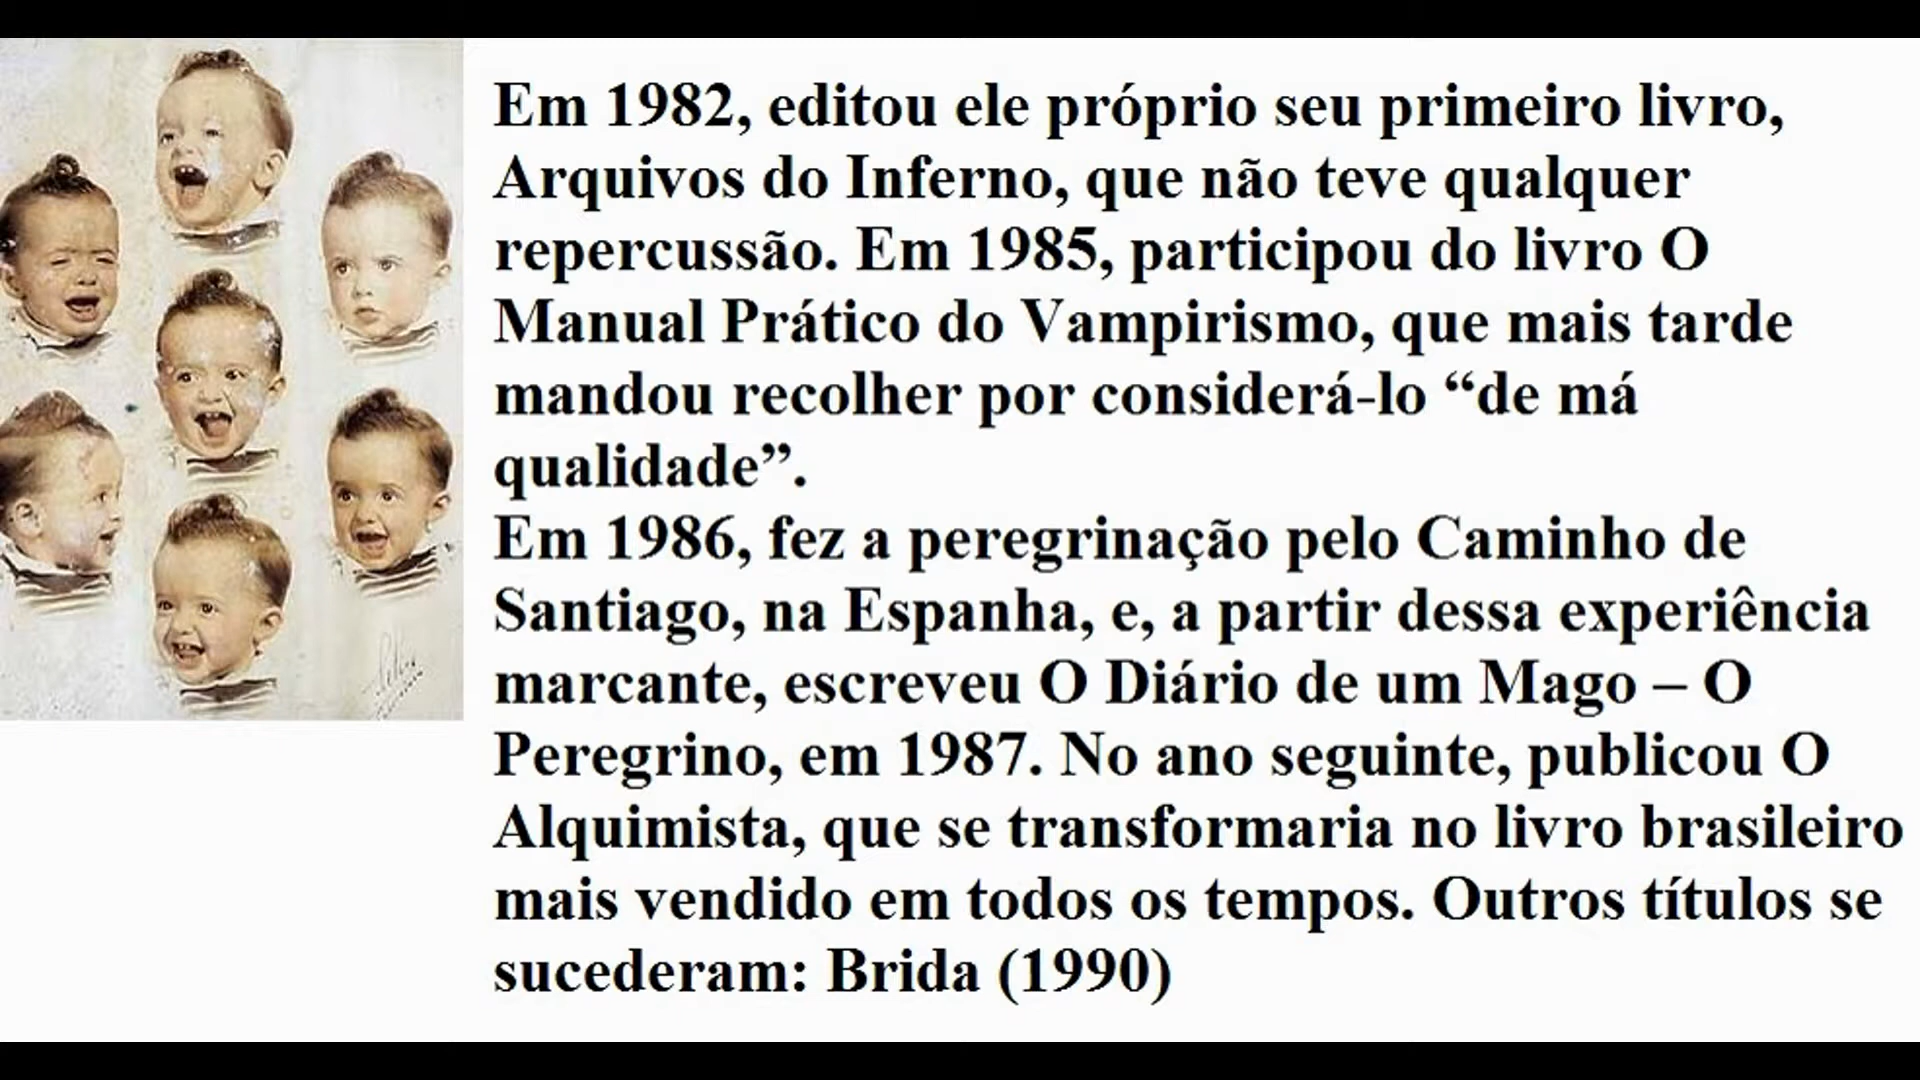 Em 1982, editou ele próprio seu primeiro livro,
Arquivos do Inferno, que não teve qualquer
repercussão. Em 1985, participou do livro O
Manual Prático do Vampirismo, que mais tarde
mandou recolher por considerá-lo “de má
qualidade”.
Em 1986, fez a peregrinação pelo Caminho de
Santiago, na Espanha, e, a partir dessa experiência
marcante, escreveu O Diário de um Mago – O
Peregrino, em 1987. No ano seguinte, publicou O
Alquimista, que se transformaria no livro brasileiro
mais vendido em todos os tempos. Outros títulos se
sucederam: Brida (1990)